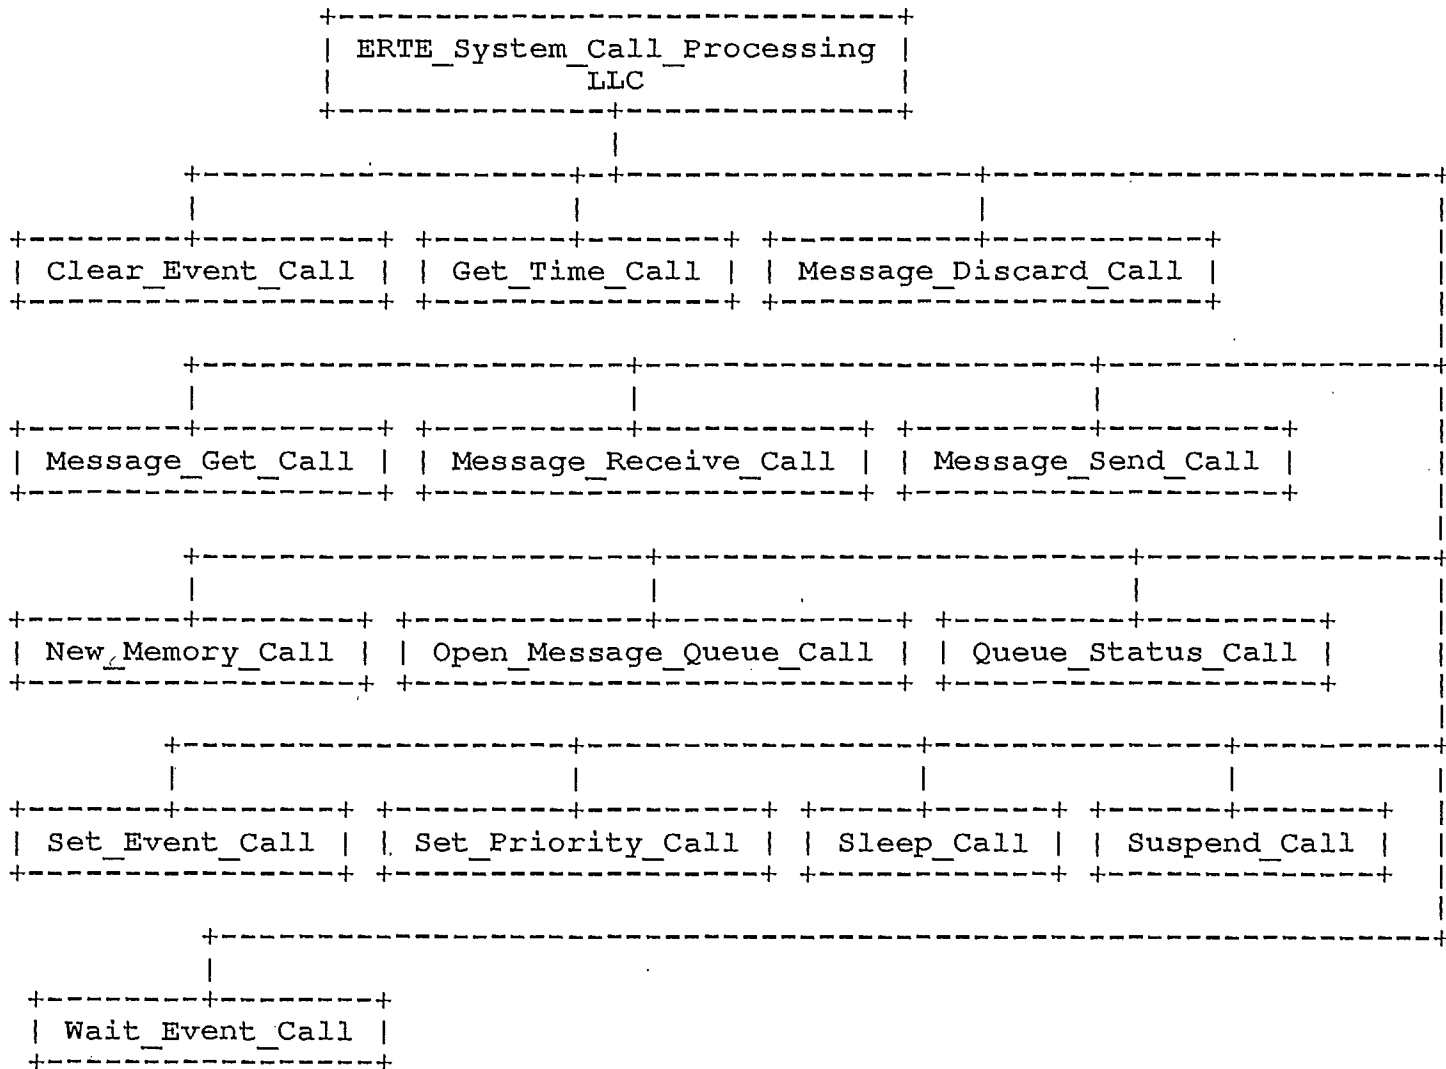 ERTE_System_Call_Processing
LLC
Clear_Event_Call Get_Time_Call Message_Discard_Call
Message_Get_Call Message_Receive_Call Message_Send_Call
New_Memory_Call Open_Message_Queue_Call Queue_Status_Call
Set_Event_Call Set_Priority_Call Sleep_Call Suspend_Call
Wait_Event_Call